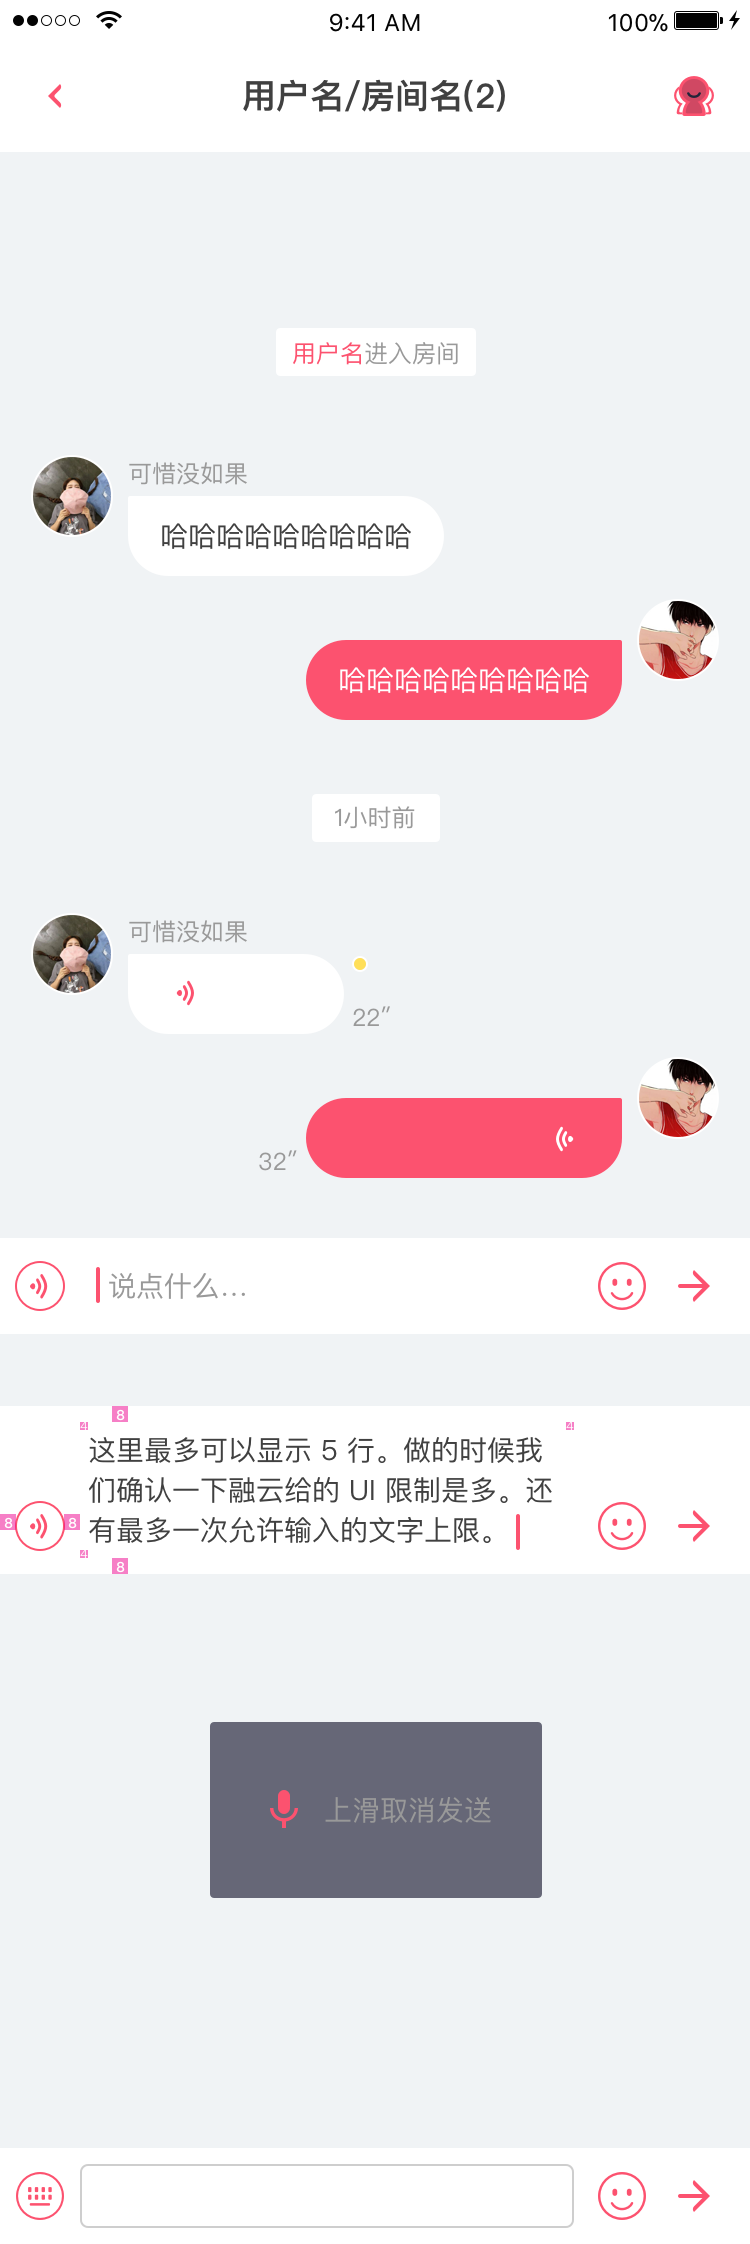 9:41 AM
100%
用户名/房间名(2)
用户名进入房间
可惜没如果
哈哈哈哈哈哈哈哈哈
哈哈哈哈哈哈哈哈哈
1小时前
可惜没如果
22″
32″
说点什么...
8
4
4
这里最多可以显示 5 行。做的时候我
们确认一下融云给的 UI 限制是多。还
8
8
有最多一次允许输入的文字上限。
4
8
上滑取消发送